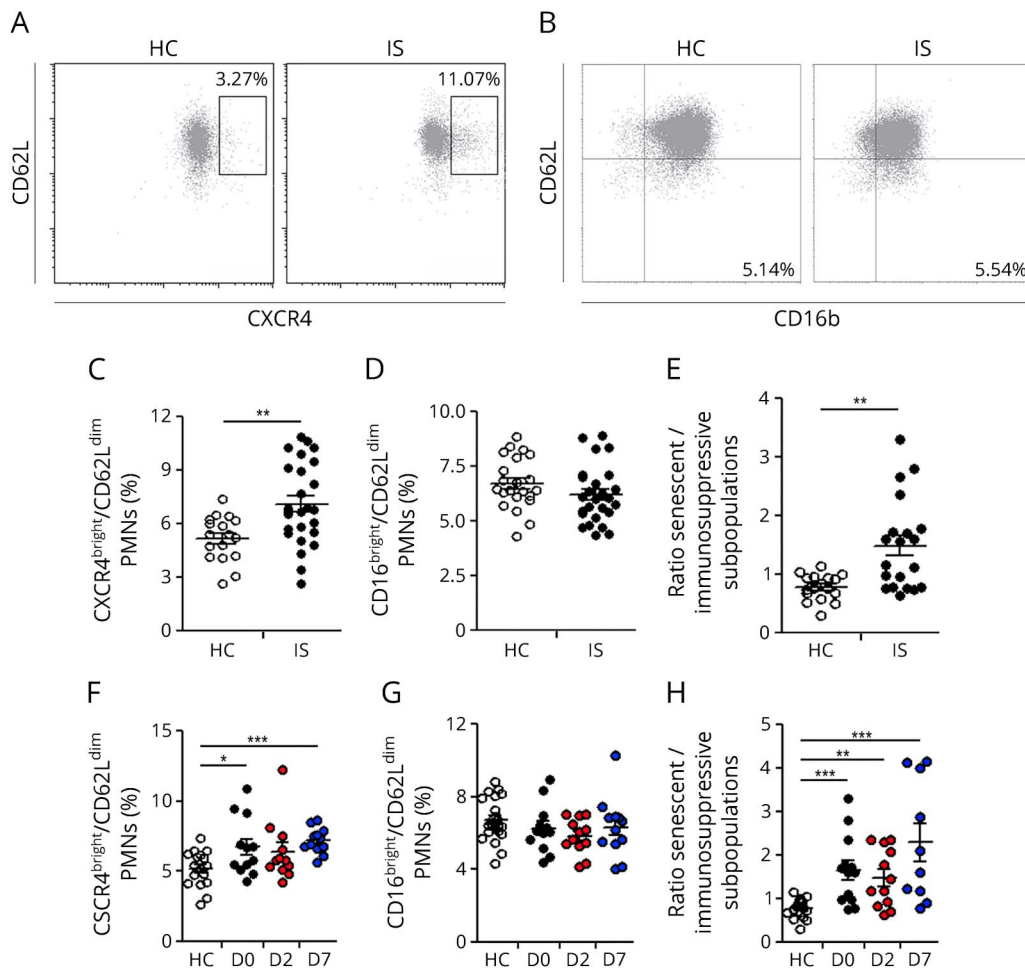 A
HC
IS
3.27%
11.07%
CD62L
CXCR4
B
HC
IS
CD62L
5.14%
5.54%
CD16b
C
CXCR4bright/CD62Ldim
PMNs (%)
12
9
6
3
0
**
HC
IS
D
CD16bright/CD62Ldim
PMNs (%)
10.0
7.5
5.0
0
HC
IS
E
Ratio senescent /
immunosuppressive
subpopulations
4
3
2
1
0
**
HC
IS
F
CSCR4bright/CD62Ldim
PMNs (%)
15
10
5
0
***
*
HC
D0
D2
D7
G
CD16bright/CD62Ldim
PMNs (%)
12
8
4
0
HC
D0
D2
D7
H
Ratio senescent /
immunosuppressive
subpopulations
5
4
3
2
1
0
***
**
***
HC
D0
D2
D7